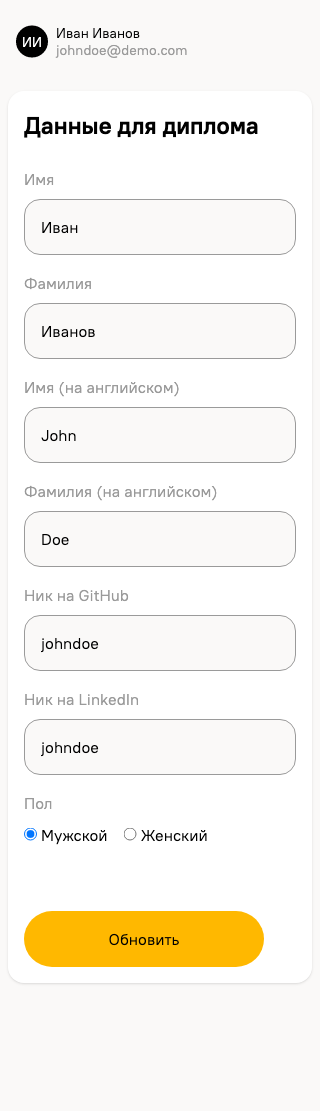 ИИ
Иван Иванов
johndoe@demo.com
Данные для диплома
Имя
Иван
Фамилия
Иванов
Имя (на английском)
John
Фамилия (на английском)
Doe
Ник на GitHub
johndoe
Ник на LinkedIn
johndoe
Пол
Мужской Женский
Обновить